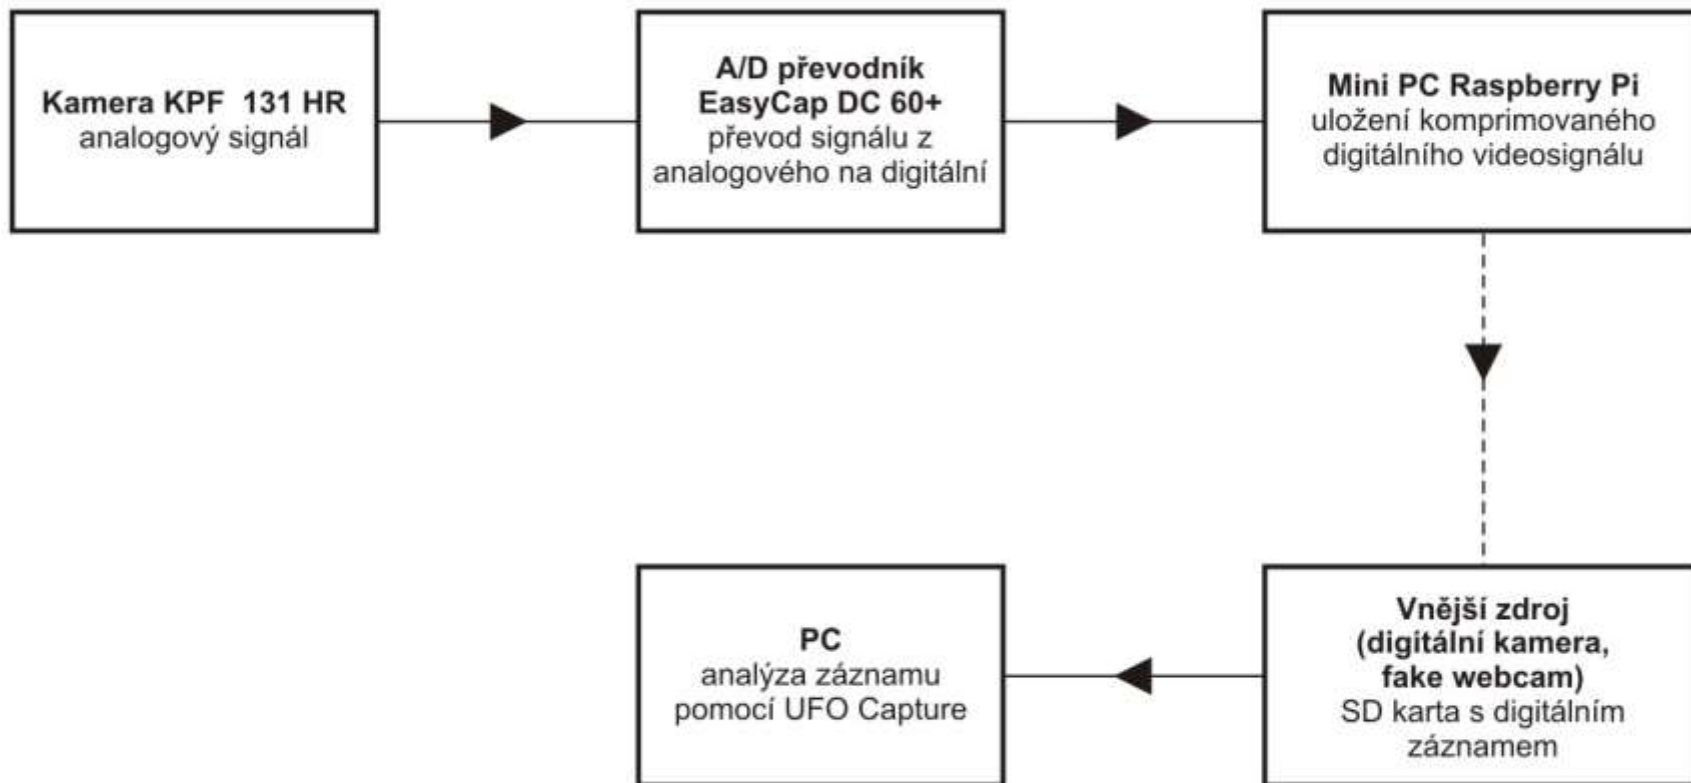 Kamera KPF 131 HR
analogový signál
A/D převodník
EasyCap DC 60+
převod signálu z
analogového na digitální
Mini PC Raspberry Pi
uložení komprimovaného
digitálního videosignálu
PC
analýza záznamu
pomocí UFO Capture
Vnější zdroj
(digitální kamera,
fake webcam)
SD karta s digitálním
záznamem